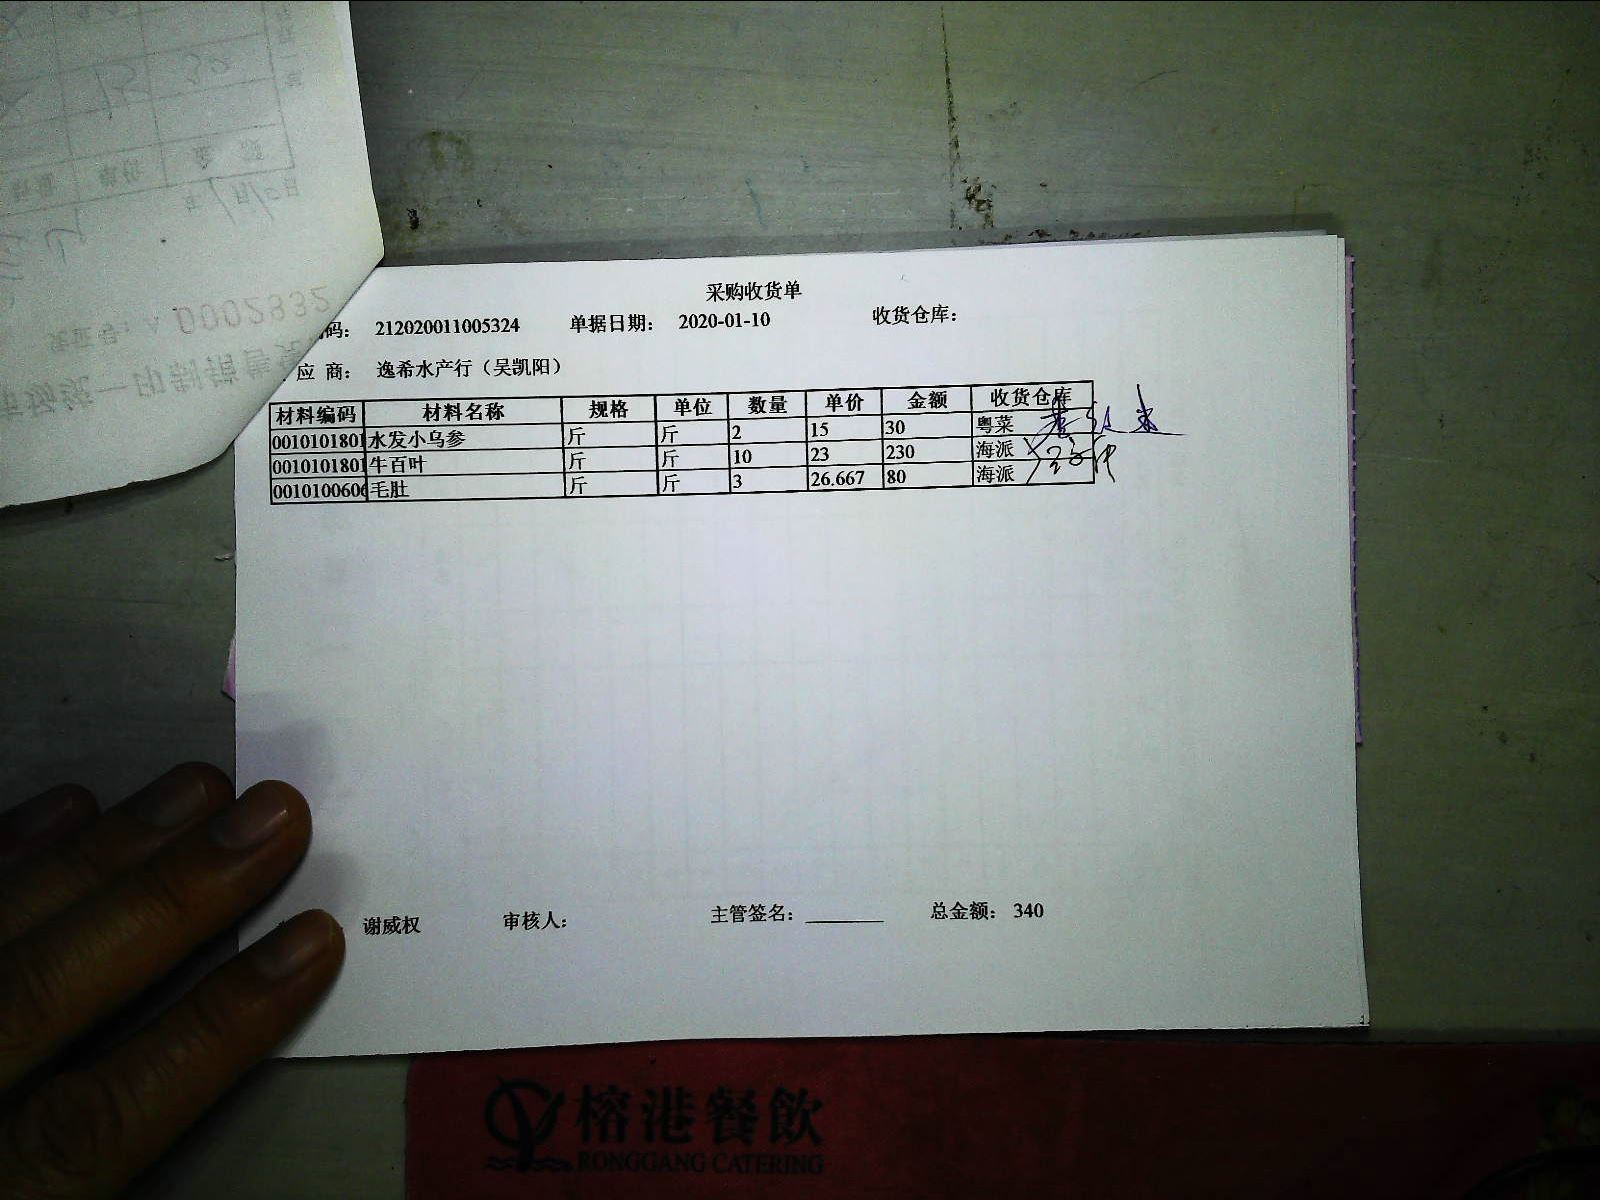 采购收货单
码： 212020011005324 单据日期： 2020-01-10 收货仓库：
应 商： 逸希水产行（吴凯阳）
材料编码 材料名称 规格 单位 数量 单价 金额 收货仓库
0010101801 水发小乌参 斤 斤 2 15 30 粤菜
0010101801 牛百叶 斤 斤 10 23 230 海派
0010100606 毛肚 斤 斤 3 26.667 80 海派
谢威权 审核人： 主管签名： 总金额： 340
榕港餐飲
RONGGANG CATERING